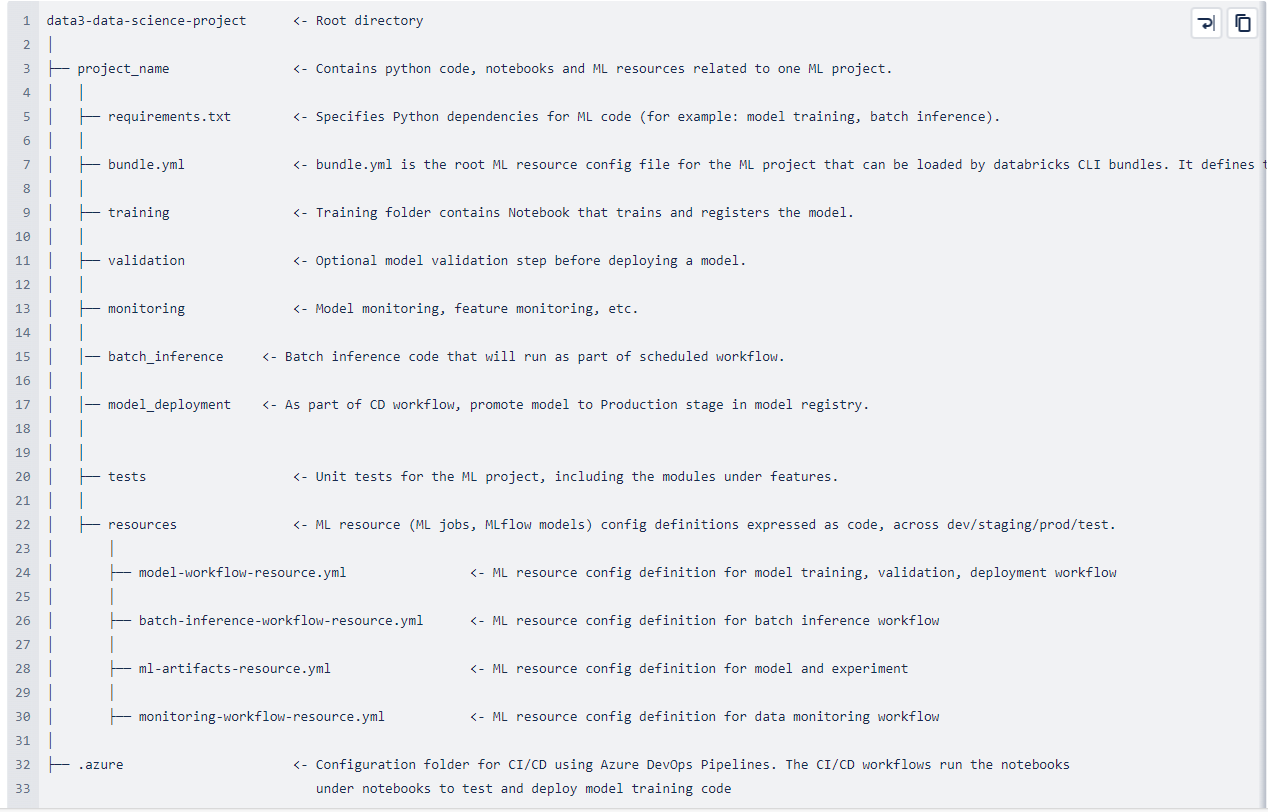 1 data3-data-science-project <- Root directory
2 │
3 ├── project_name <- Contains python code, notebooks and ML resources related to one ML project.
4 │ │
5 │ ├── requirements.txt <- Specifies Python dependencies for ML code (for example: model training, batch inference).
6 │ │
7 │ ├── bundle.yml <- bundle.yml is the root ML resource config file for the ML project that can be loaded by databricks CLI bundles. It defines
8 │ │
9 │ ├── training <- Training folder contains Notebook that trains and registers the model.
10 │ │
11 │ ├── validation <- Optional model validation step before deploying a model.
12 │ │
13 │ ├── monitoring <- Model monitoring, feature monitoring, etc.
14 │ │
15 │ │── batch_inference <- Batch inference code that will run as part of scheduled workflow.
16 │ │
17 │ │── model_deployment <- As part of CD workflow, promote model to Production stage in model registry.
18 │ │
19 │ │
20 │ ├── tests <- Unit tests for the ML project, including the modules under features.
21 │ │
22 │ ├── resources <- ML resource (ML jobs, MLflow models) config definitions expressed as code, across dev/staging/prod/test.
23 │ │
24 │ ├── model-workflow-resource.yml <- ML resource config definition for model training, validation, deployment workflow
25 │ │
26 │ ├── batch-inference-workflow-resource.yml <- ML resource config definition for batch inference workflow
27 │ │
28 │ ├── ml-artifacts-resource.yml <- ML resource config definition for model and experiment
29 │ │
30 │ ├── monitoring-workflow-resource.yml <- ML resource config definition for data monitoring workflow
31 │
32 ├── .azure <- Configuration folder for CI/CD using Azure DevOps Pipelines. The CI/CD workflows run the notebooks
33 under notebooks to test and deploy model training code